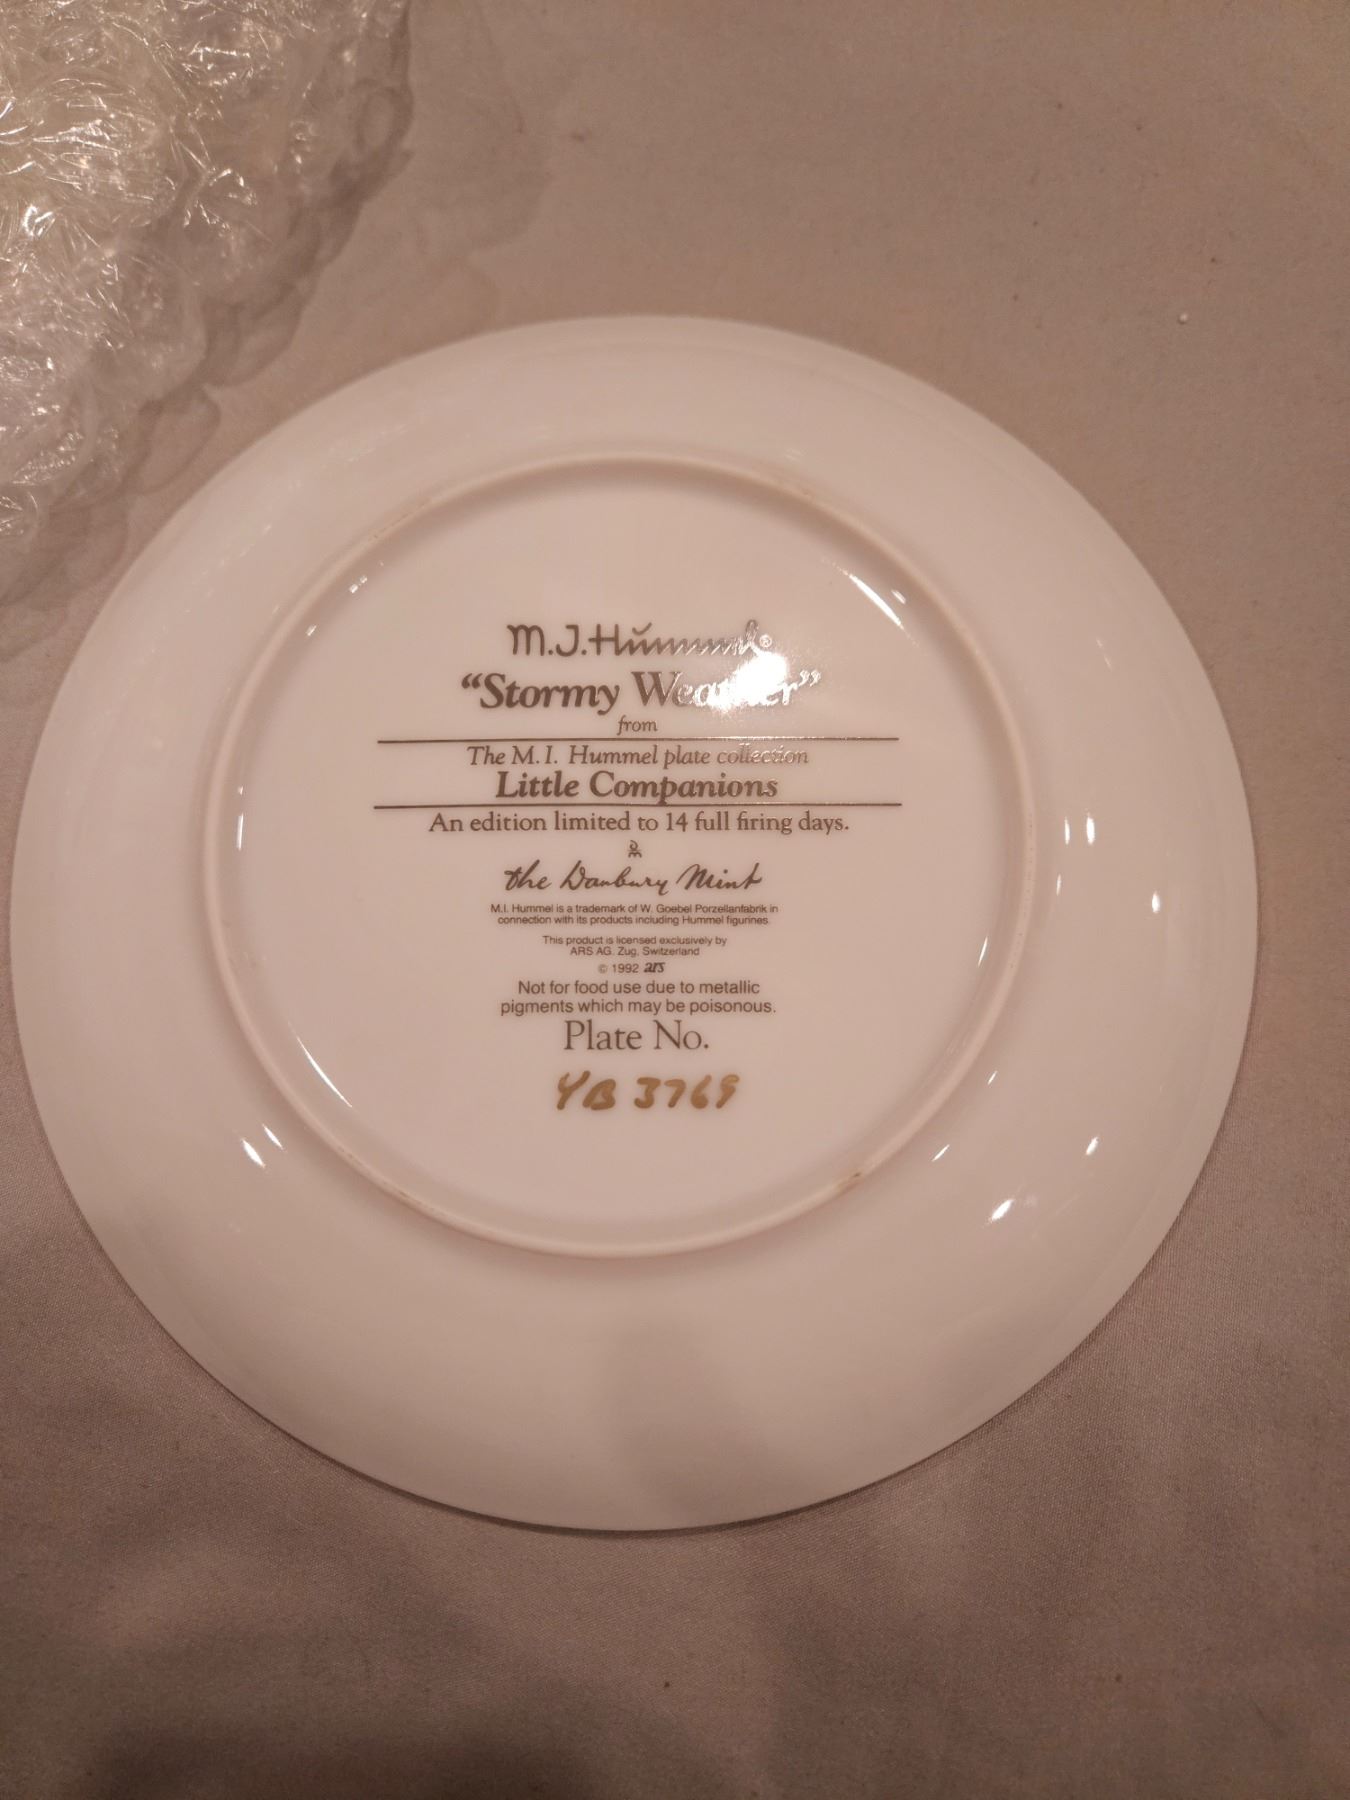 M.J.Hummel®
“Stormy Weather”
from
The M. I. Hummel plate collection
Little Companions
An edition limited to 14 full firing days.
the Danbury Mint
M.I. Hummel is a trademark of W. Goebel Porzellanfabrik in
connection with its products including Hummel figurines.
This product is licensed exclusively by
ARS AG, Zug, Switzerland
© 1992 ars
Not for food use due to metallic
pigments which may be poisonous.
Plate No.
YB 3769